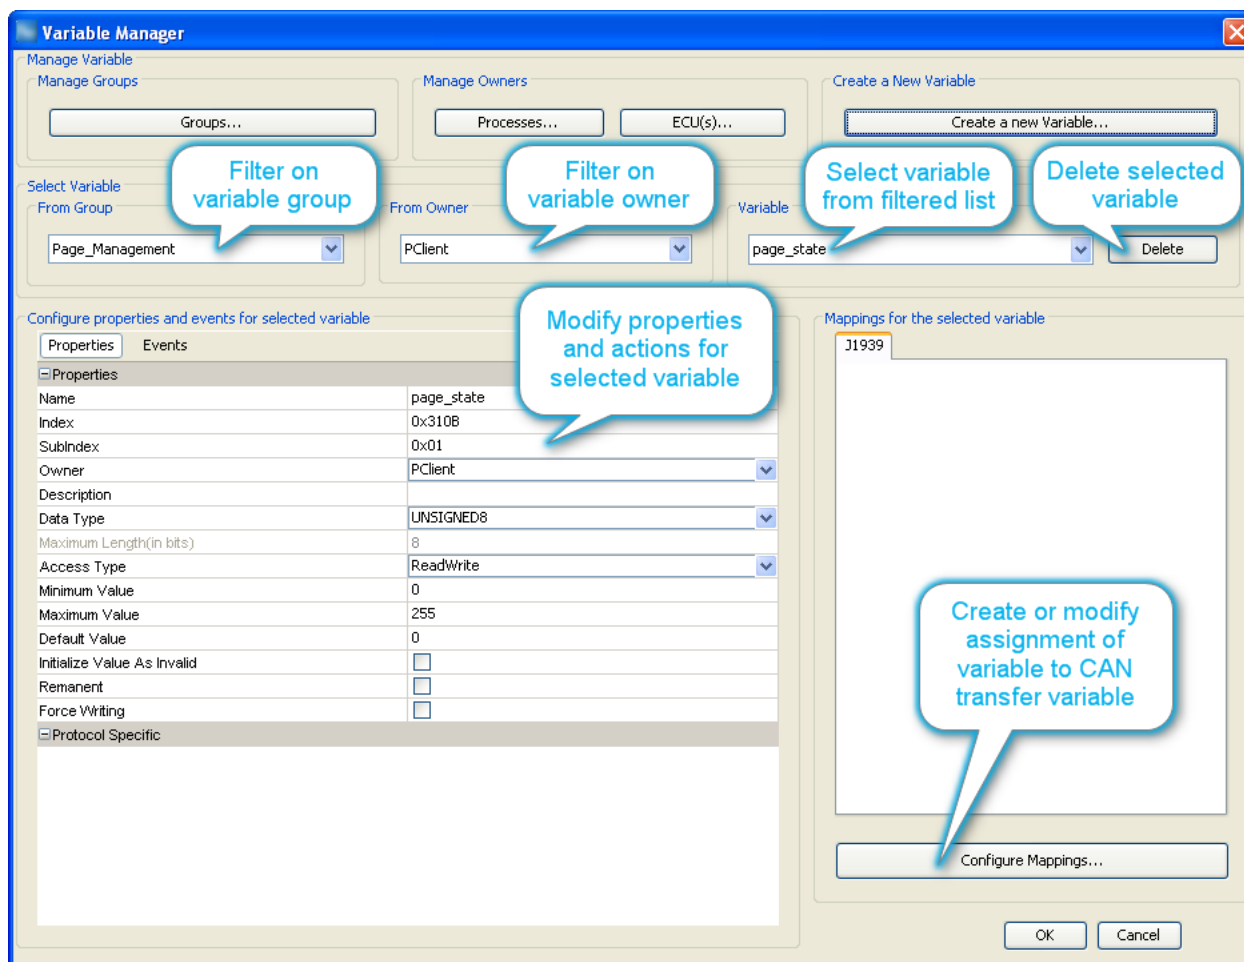 Variable Manager
Manage Variable
Manage Groups
Manage Owners
Create a New Variable
Groups...
Processes...
ECU(s)...
Create a new Variable...
Filter on
variable group
Filter on
variable owner
Select variable
from filtered list
Delete selected
variable
Select Variable
From Group
From Owner
Variable
Page_Management
PClient
page_state
Delete
Configure properties and events for selected variable
Modify properties
and actions for
selected variable
Mappings for the selected variable
Properties
Events
J1939
Properties
Name page_state
Index 0x310B
SubIndex 0x01
Owner PClient
Description
Data Type UNSIGNED8
Maximum Length(in bits) 8
Access Type ReadWrite
Minimum Value 0
Maximum Value 255
Default Value 0
Initialize Value As Invalid
Remanent
Force Writing
Protocol Specific
Create or modify
assignment of
variable to CAN
transfer variable
Configure Mappings...
OK
Cancel